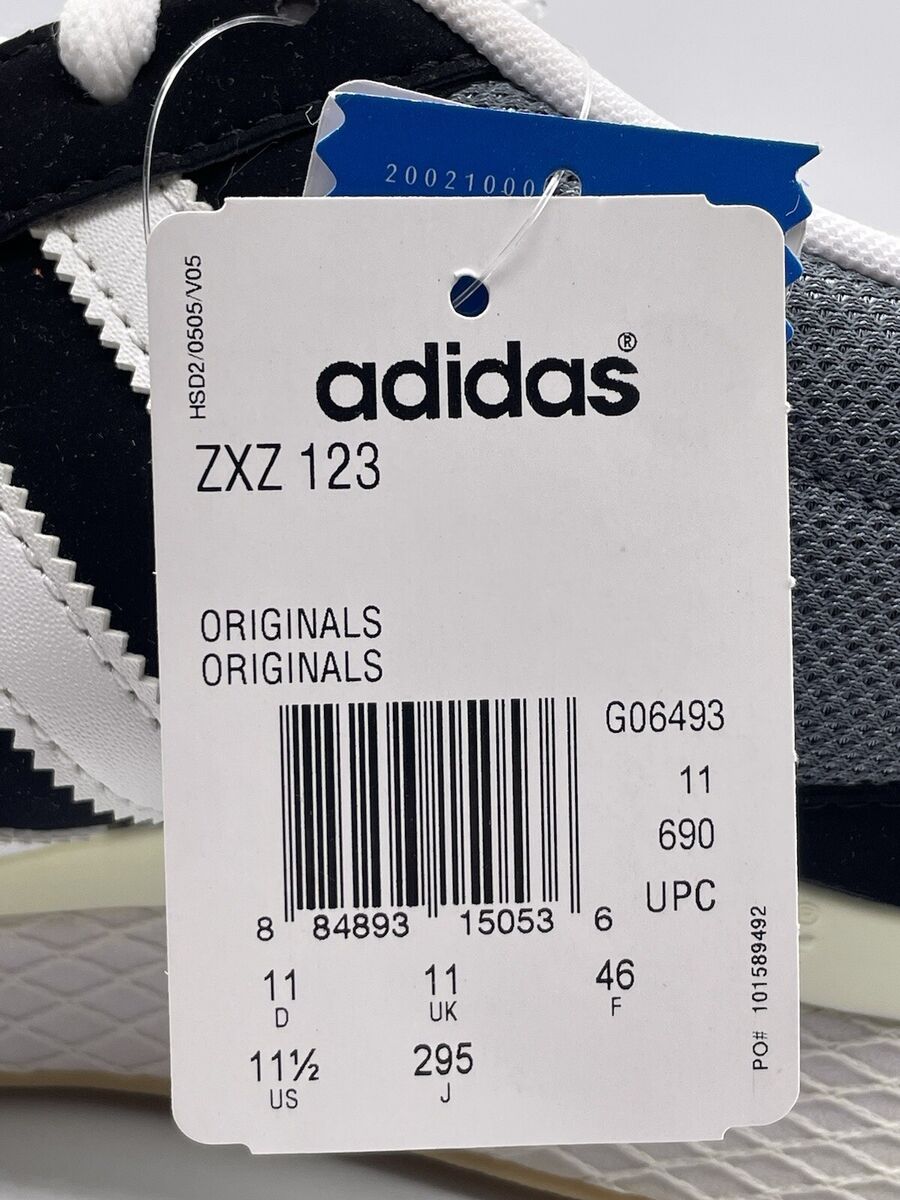 200210000
HSD2/0505/V05
adidas®
ZXZ 123
ORIGINALS
ORIGINALS
G06493
11
690
UPC
8 84893 15053 6
11 11 46
D UK F
11½ 295
US J
PO# 101589492